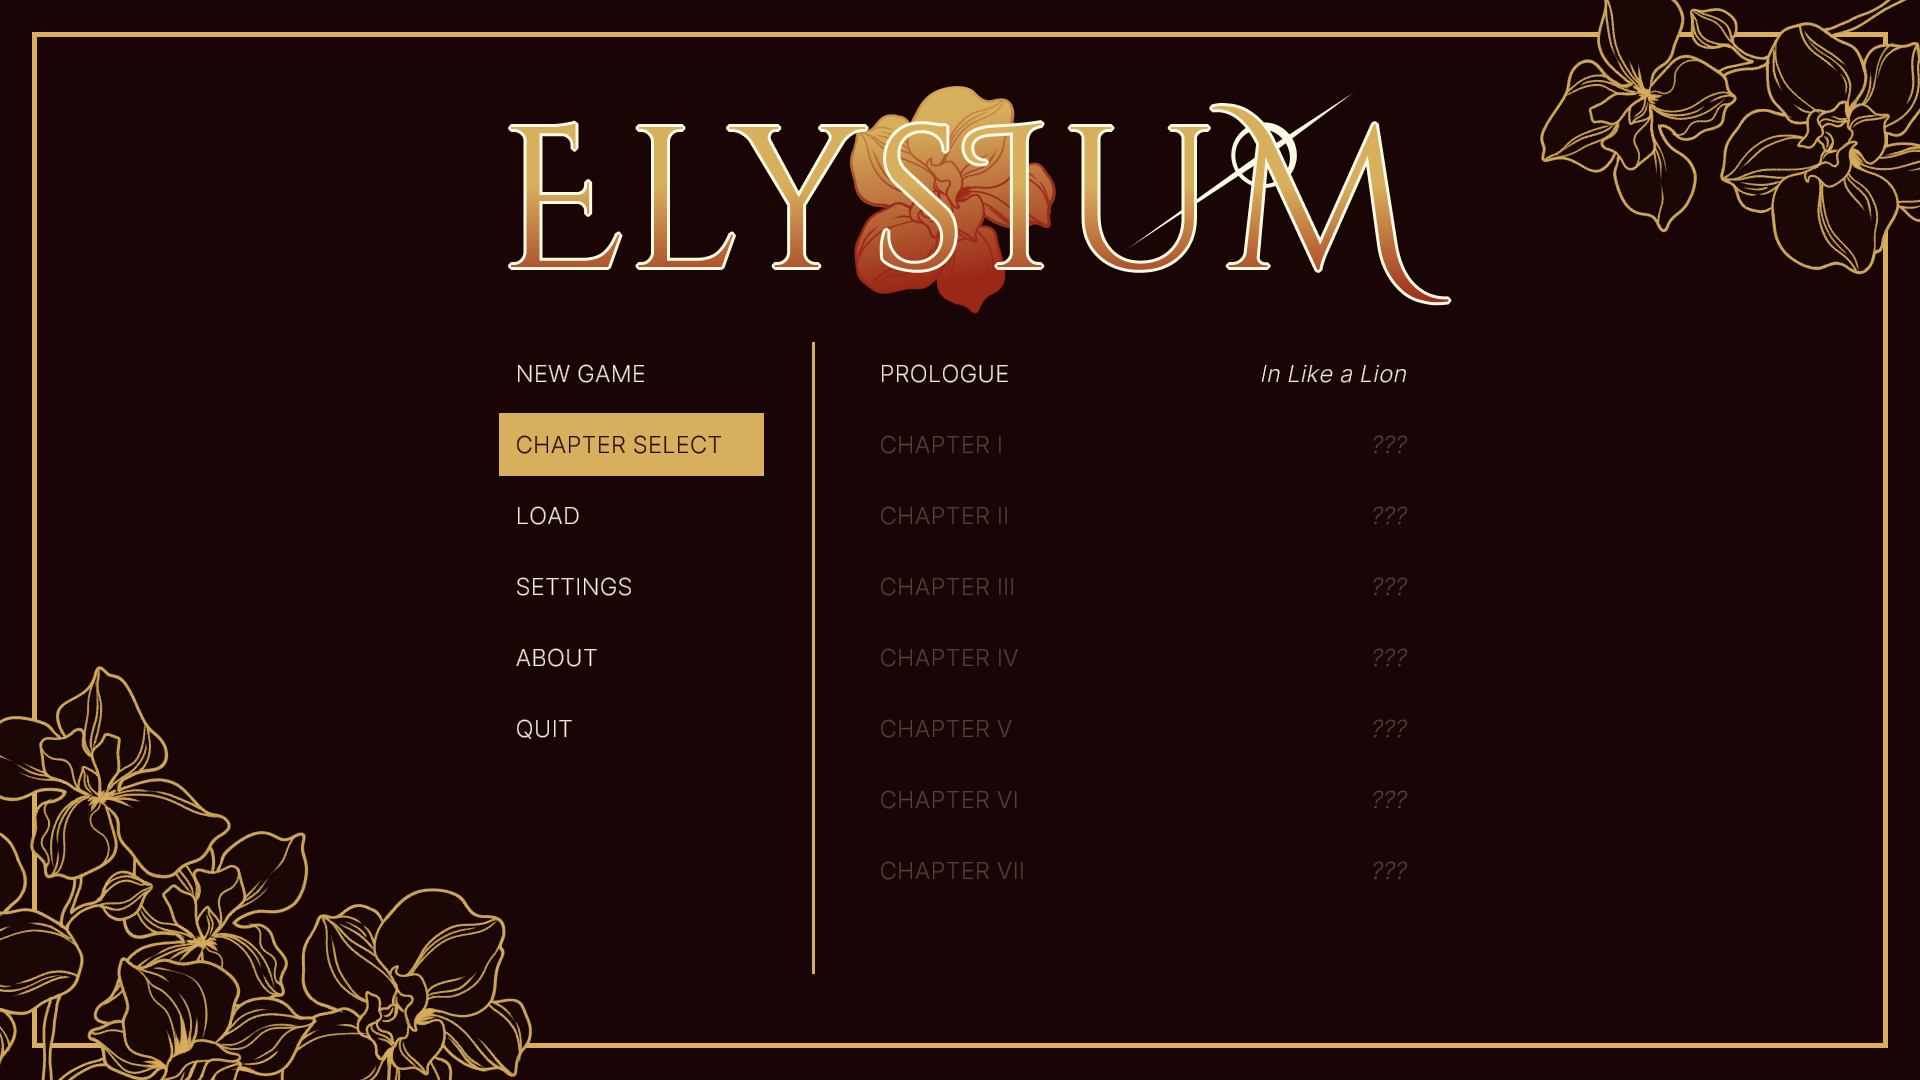 ELYSIUM
NEW GAME
CHAPTER SELECT
LOAD
SETTINGS
ABOUT
QUIT
PROLOGUE In Like a Lion
CHAPTER I ???
CHAPTER II ???
CHAPTER III ???
CHAPTER IV ???
CHAPTER V ???
CHAPTER VI ???
CHAPTER VII ???